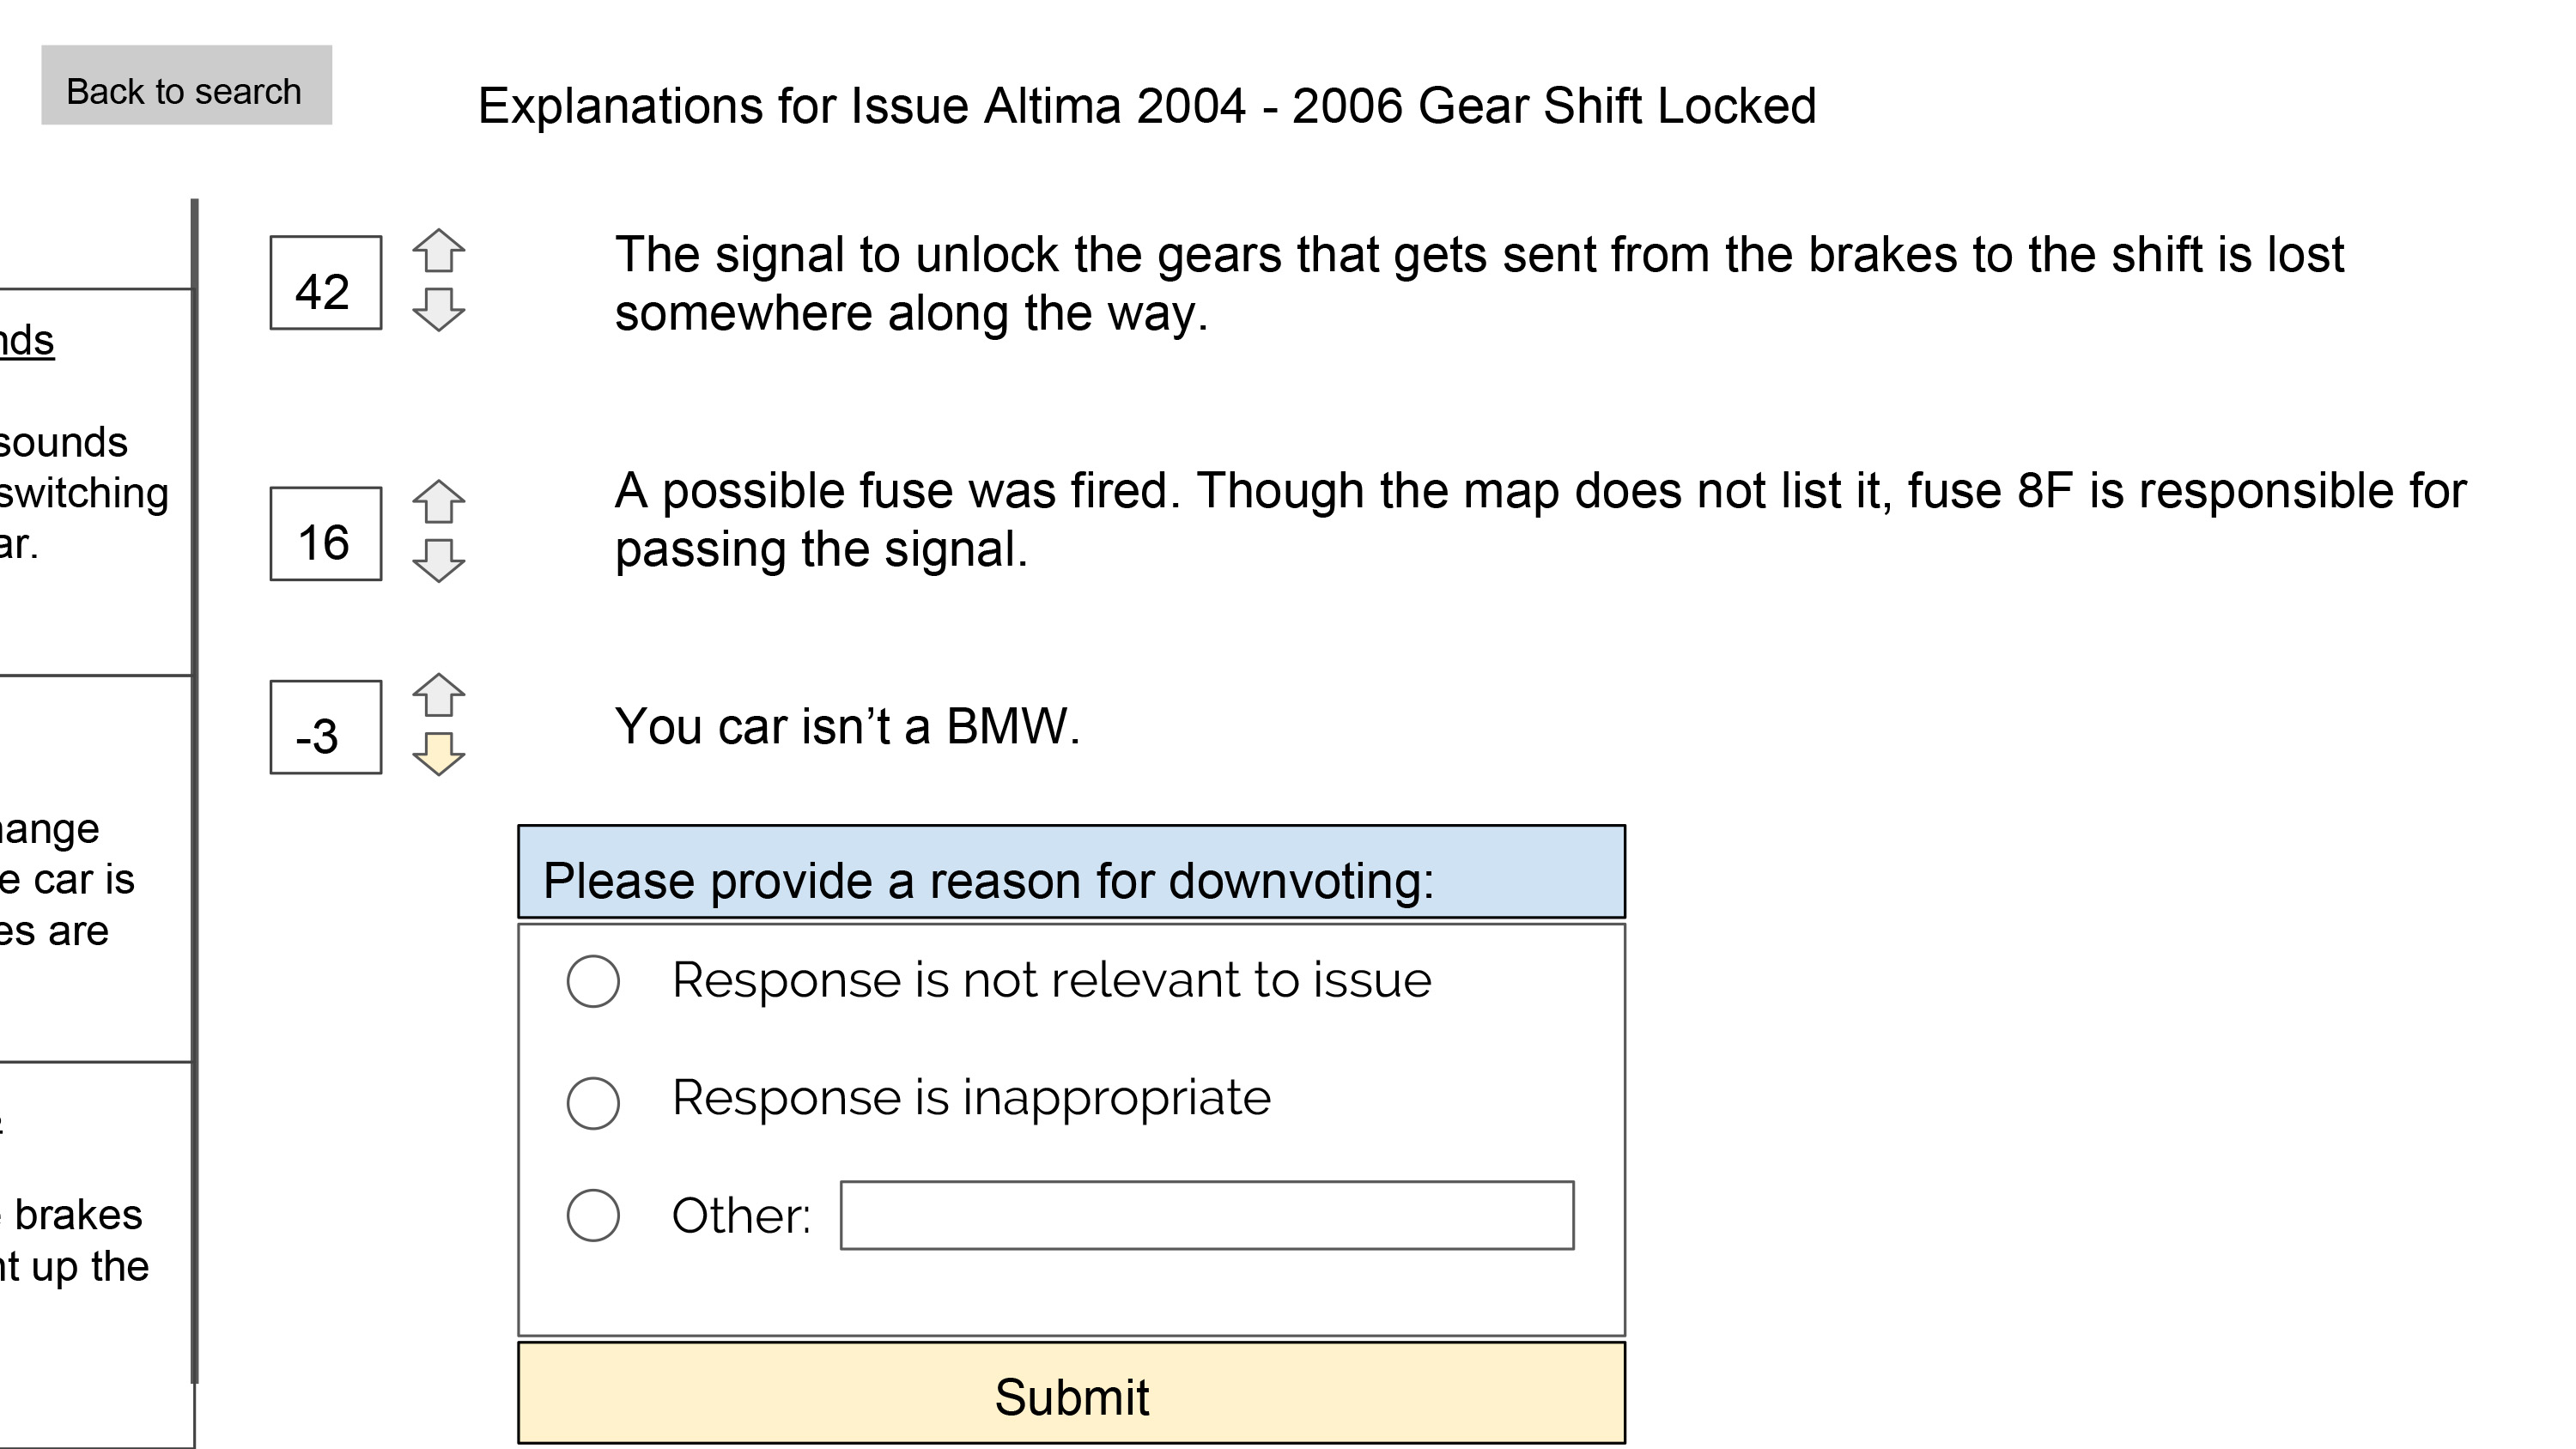 Back to search
Explanations for Issue Altima 2004 - 2006 Gear Shift Locked
nds
sounds
switching
ar.
ange
e car is
es are
brakes
t up the
42
The signal to unlock the gears that gets sent from the brakes to the shift is lost
somewhere along the way.
16
A possible fuse was fired. Though the map does not list it, fuse 8F is responsible for
passing the signal.
-3
You car isn’t a BMW.
Please provide a reason for downvoting:
Response is not relevant to issue
Response is inappropriate
Other:
Submit